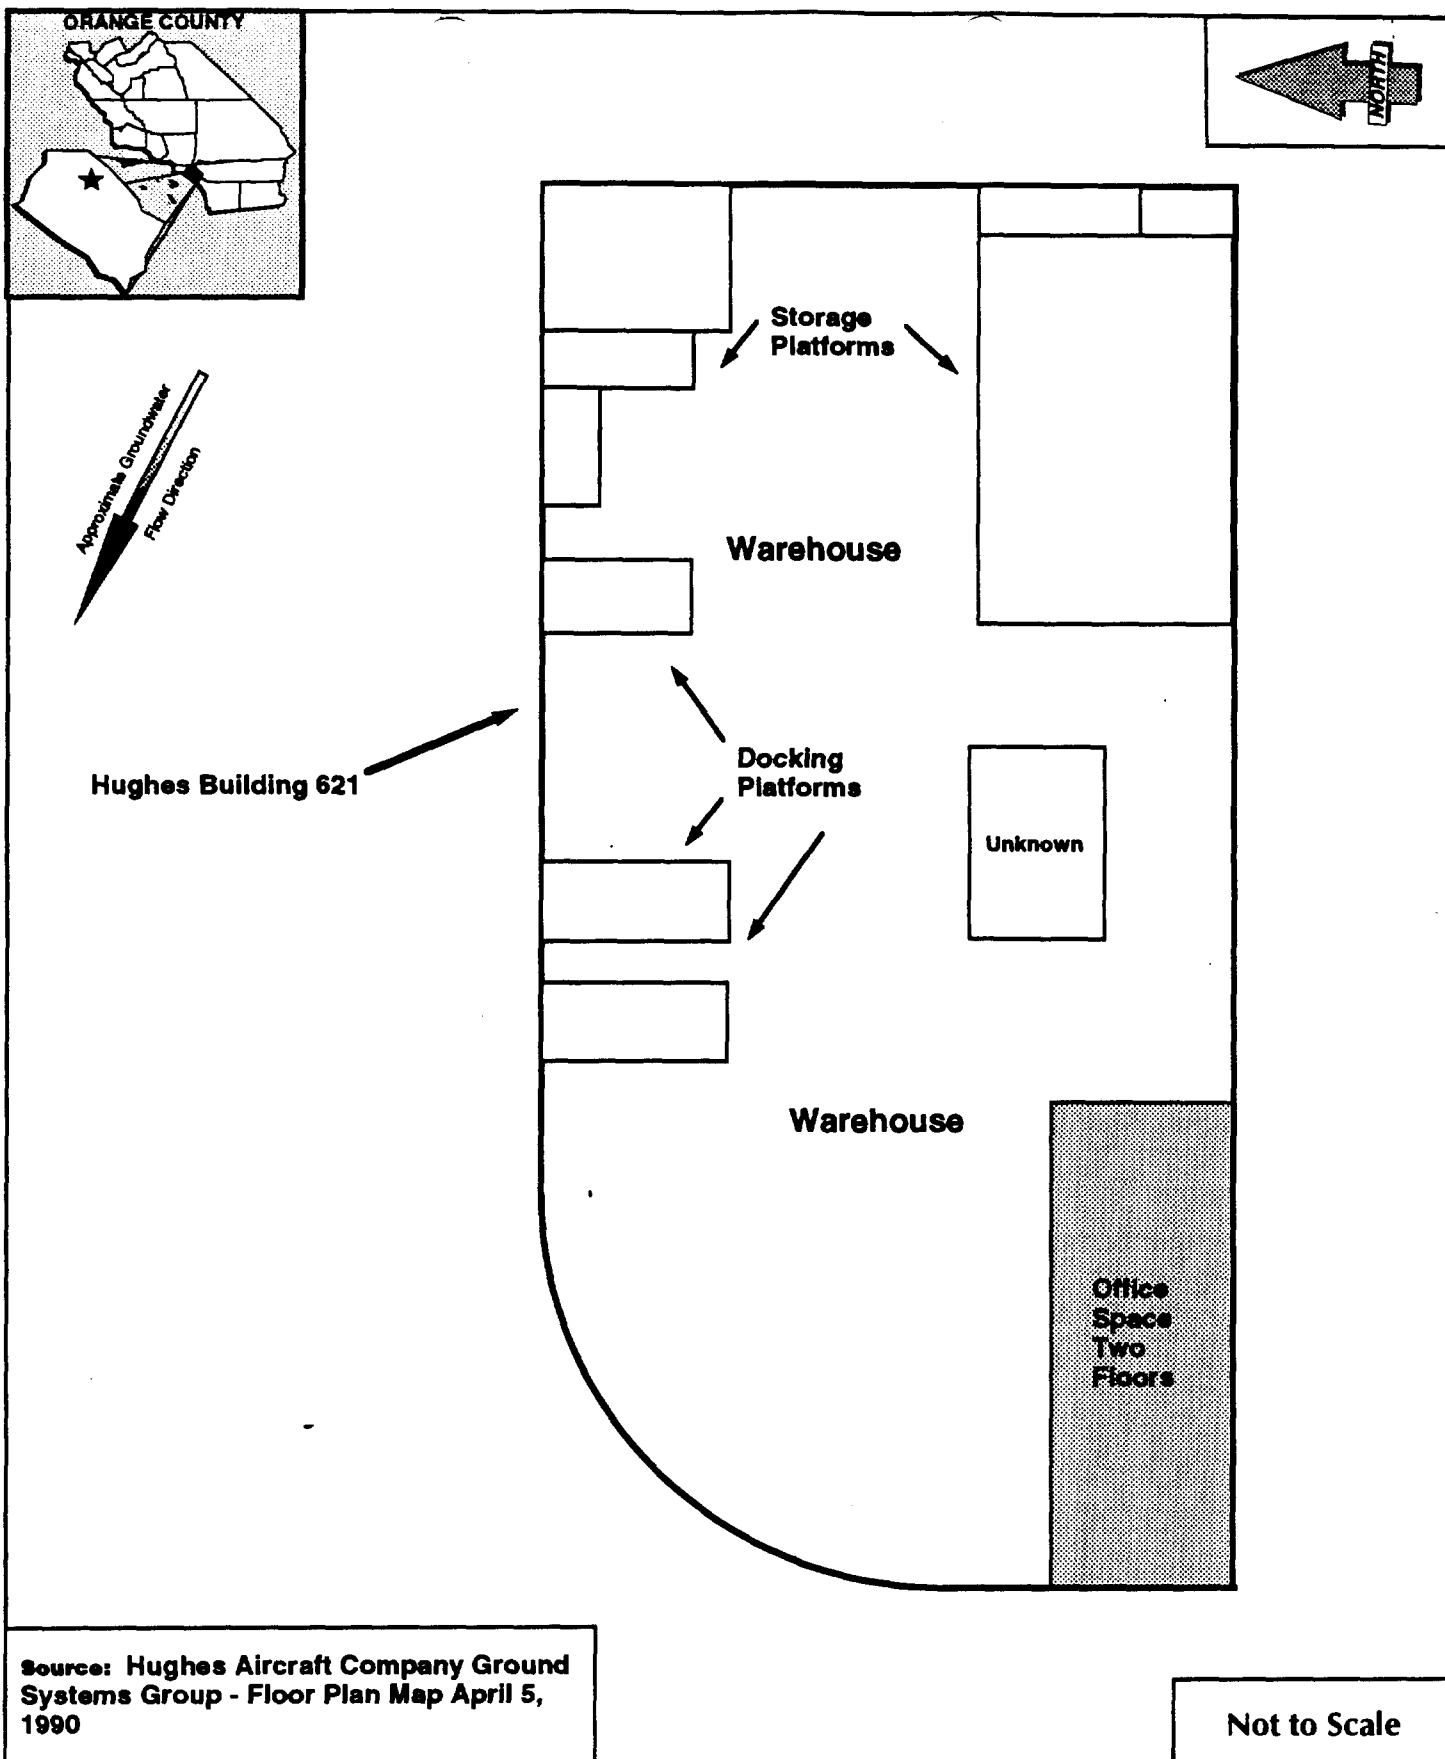 ORANGE COUNTY
NORTH
Storage
Platforms
Approximate Groundwater
Flow Direction
Warehouse
Hughes Building 621
Docking
Platforms
Unknown
Warehouse
Office
Space
Two
Floors
Source: Hughes Aircraft Company Ground
Systems Group - Floor Plan Map April 5,
1990
Not to Scale